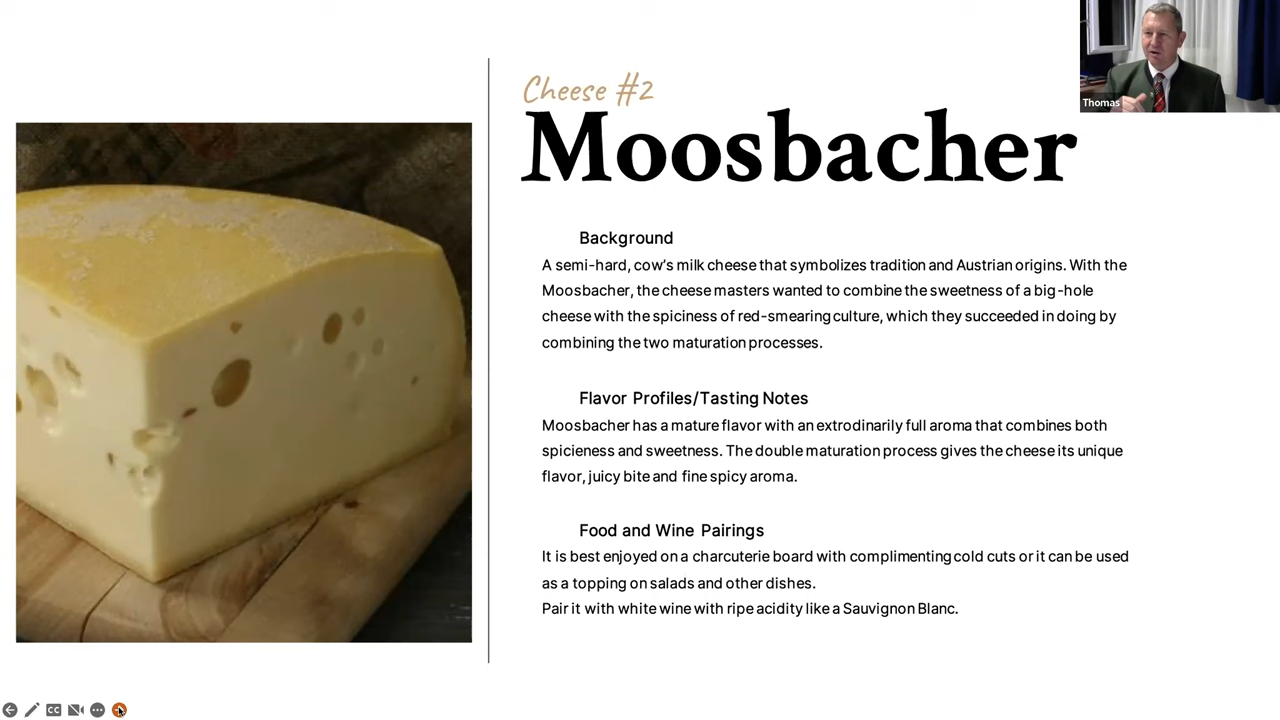 Cheese #2
Thomas
Moosbacher
Background
A semi-hard, cow's milk cheese that symbolizes tradition and Austrian origins. With the
Moosbacher, the cheese masters wanted to combine the sweetness of a big-hole
cheese with the spiciness of red-smearing culture, which they succeeded in doing by
combining the two maturation processes.
Flavor Profiles/Tasting Notes
Moosbacher has a mature flavor with an extrodinarily full aroma that combines both
spicieness and sweetness. The double maturation process gives the cheese its unique
flavor, juicy bite and fine spicy aroma.
Food and Wine Pairings
It is best enjoyed on a charcuterie board with complimenting cold cuts or it can be used
as a topping on salads and other dishes.
Pair it with white wine with ripe acidity like a Sauvignon Blanc.
CC